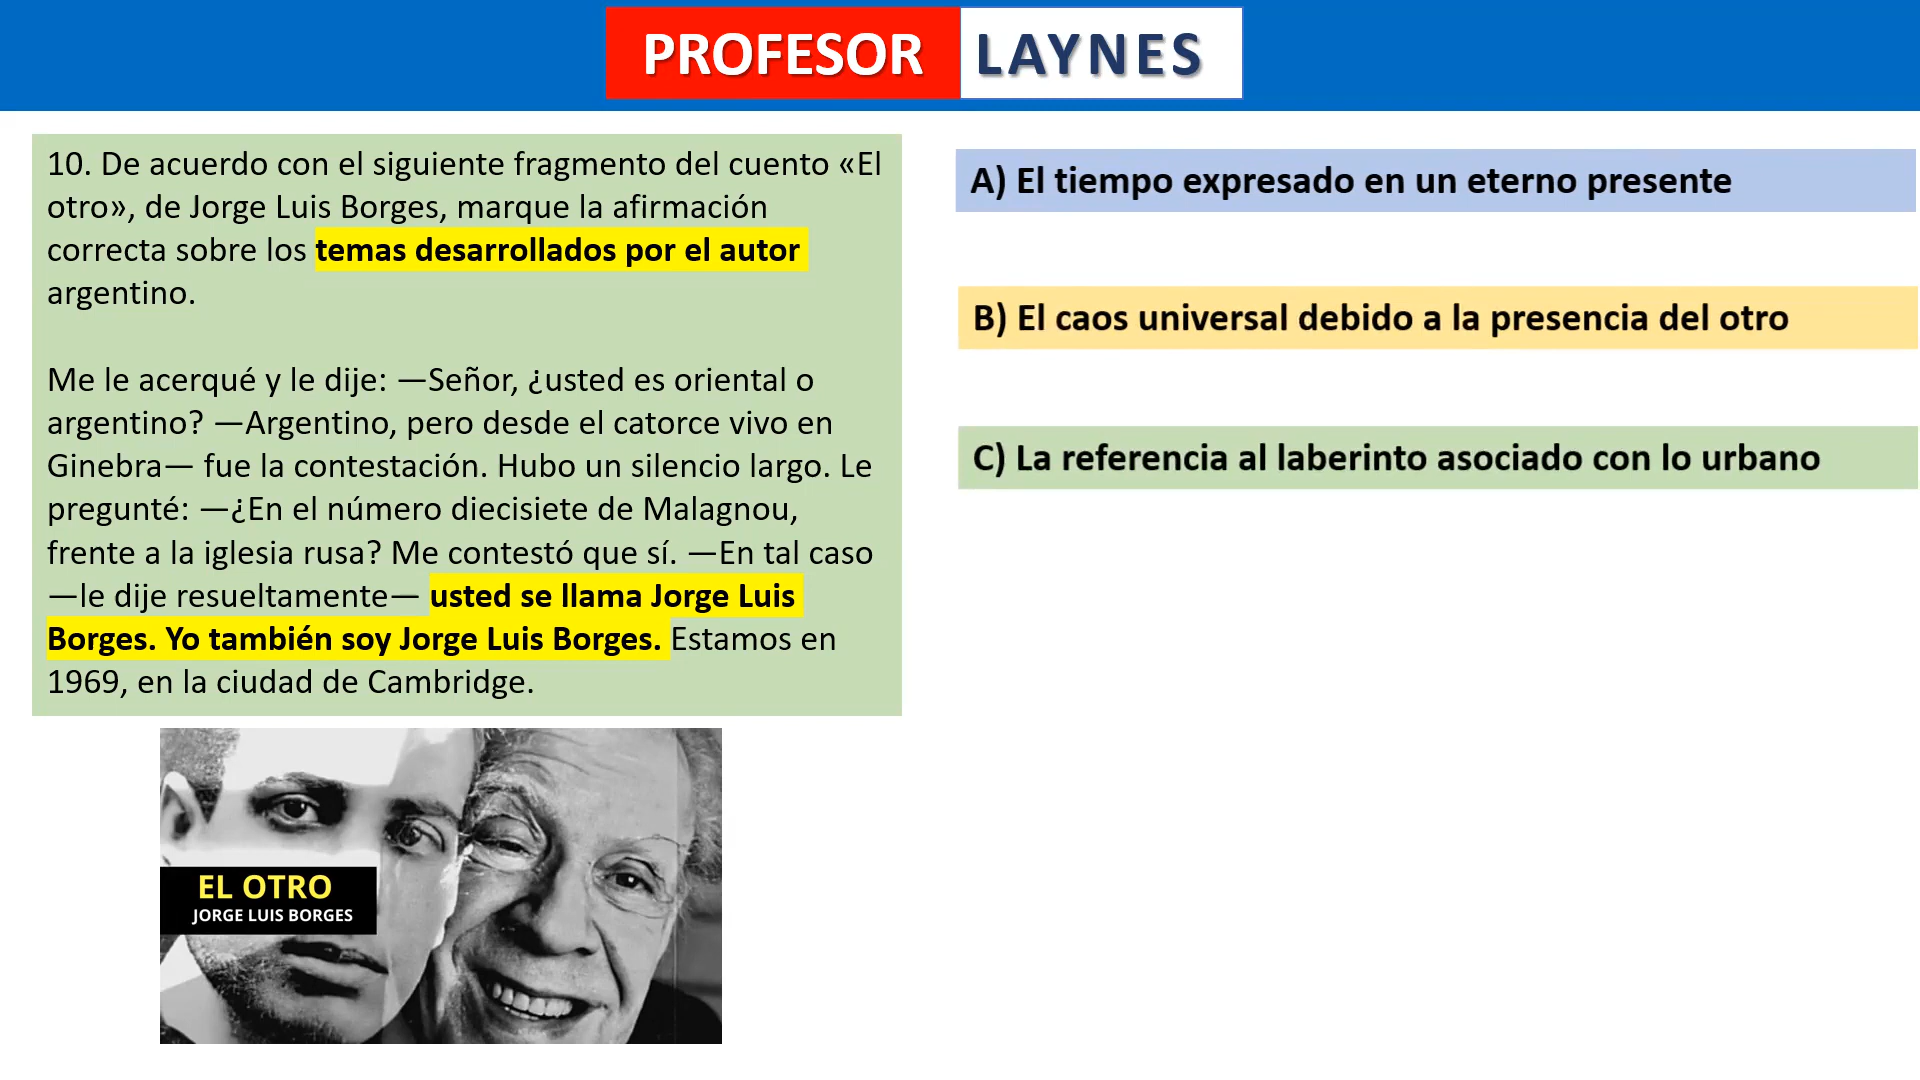 PROFESOR LAYNES
10. De acuerdo con el siguiente fragmento del cuento «El
otro», de Jorge Luis Borges, marque la afirmación
correcta sobre los temas desarrollados por el autor
argentino.
Me le acerqué y le dije: —Señor, ¿usted es oriental o
argentino? —Argentino, pero desde el catorce vivo en
Ginebra— fue la contestación. Hubo un silencio largo. Le
pregunté: —¿En el número diecisiete de Malagnou,
frente a la iglesia rusa? Me contestó que sí. —En tal caso
—le dije resueltamente— usted se llama Jorge Luis
Borges. Yo también soy Jorge Luis Borges. Estamos en
1969, en la ciudad de Cambridge.
EL OTRO
JORGE LUIS BORGES
A) El tiempo expresado en un eterno presente
B) El caos universal debido a la presencia del otro
C) La referencia al laberinto asociado con lo urbano